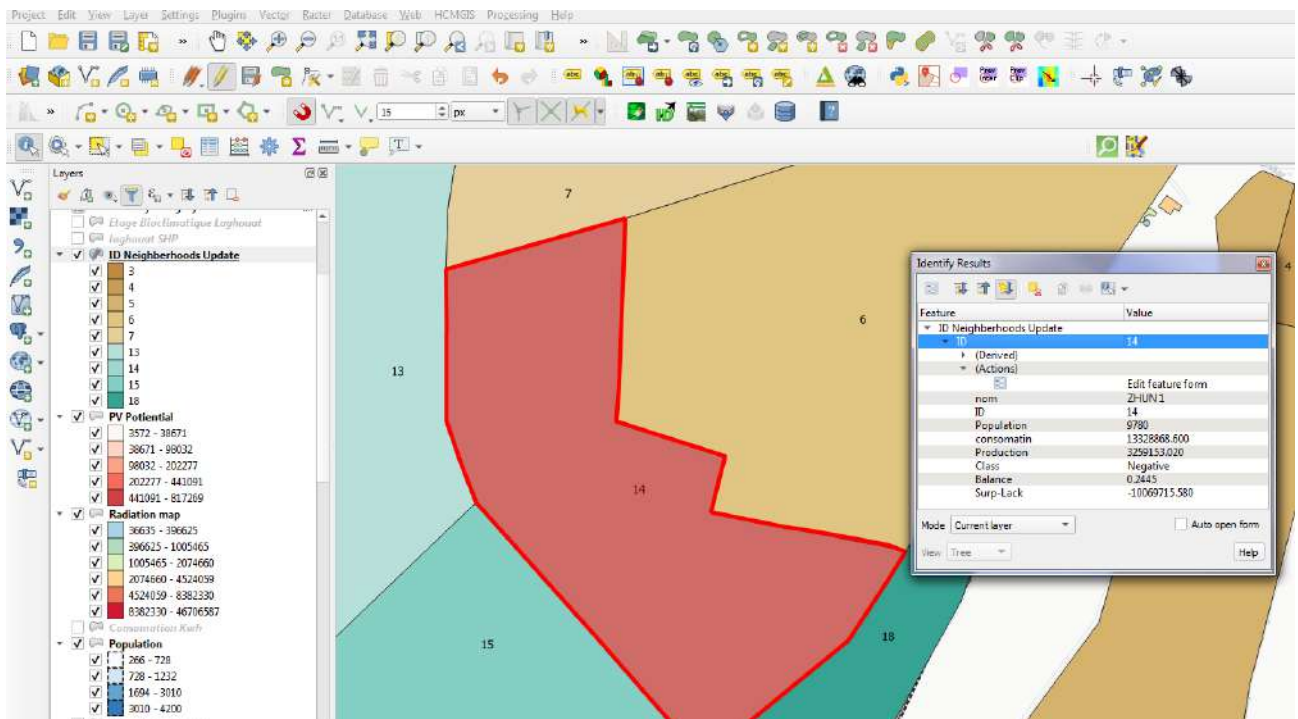 Project Edit View Layer Settings Plugins Vector Raster Database Web HCMGIS Processing Help
15 px
Layers
Etage Bioclimatique Laghouat
laghouat SHP
ID Neighborhoods Update
3
4
5
6
7
13
14
15
18
PV Potiential
3572 - 38671
38671 - 98032
98032 - 202277
202277 - 441091
441091 - 817269
Radiation map
36635 - 396625
396625 - 1005465
1005465 - 2074660
2074660 - 4524059
4524059 - 8382330
8382330 - 46706587
Consomation Kwh
Population
266 - 728
728 - 1232
1694 - 3010
3010 - 4200
7
6
13
14
15
18
4
Identify Results
Feature Value
ID Neighberhoods Update
ID 14
(Derived)
(Actions)
Edit feature form
nom ZHUN 1
ID 14
Population 9780
consomatin 13328868.600
Production 3259153.020
Class Negative
Balance 0.2445
Surp-Lack -10069715.580
Mode Current layer Auto open form
View Tree Help